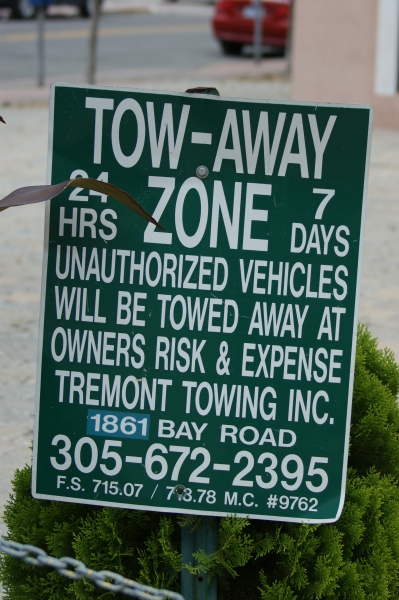 TOW-AWAY
24 HRS ZONE 7 DAYS
UNAUTHORIZED VEHICLES
WILL BE TOWED AWAY AT
OWNERS RISK & EXPENSE
TREMONT TOWING INC.
1861 BAY ROAD
305-672-2395
F.S. 715.07 / 713.78 M.C. #9762